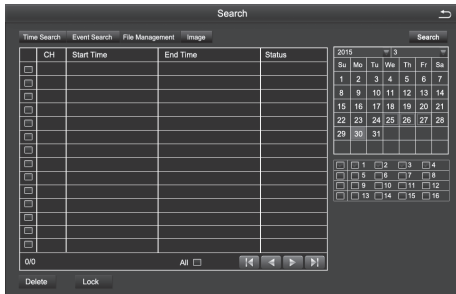 Search
Time Search Event Search File Management Image Search
CH Start Time End Time Status
2015 3
Su Mo Tu We Th Fr Sa
1 2 3 4 5 6 7
8 9 10 11 12 13 14
15 16 17 18 19 20 21
22 23 24 25 26 27 28
29 30 31
1 2 3 4
5 6 7 8
9 10 11 12
13 14 15 16
0/0 All
Delete Lock